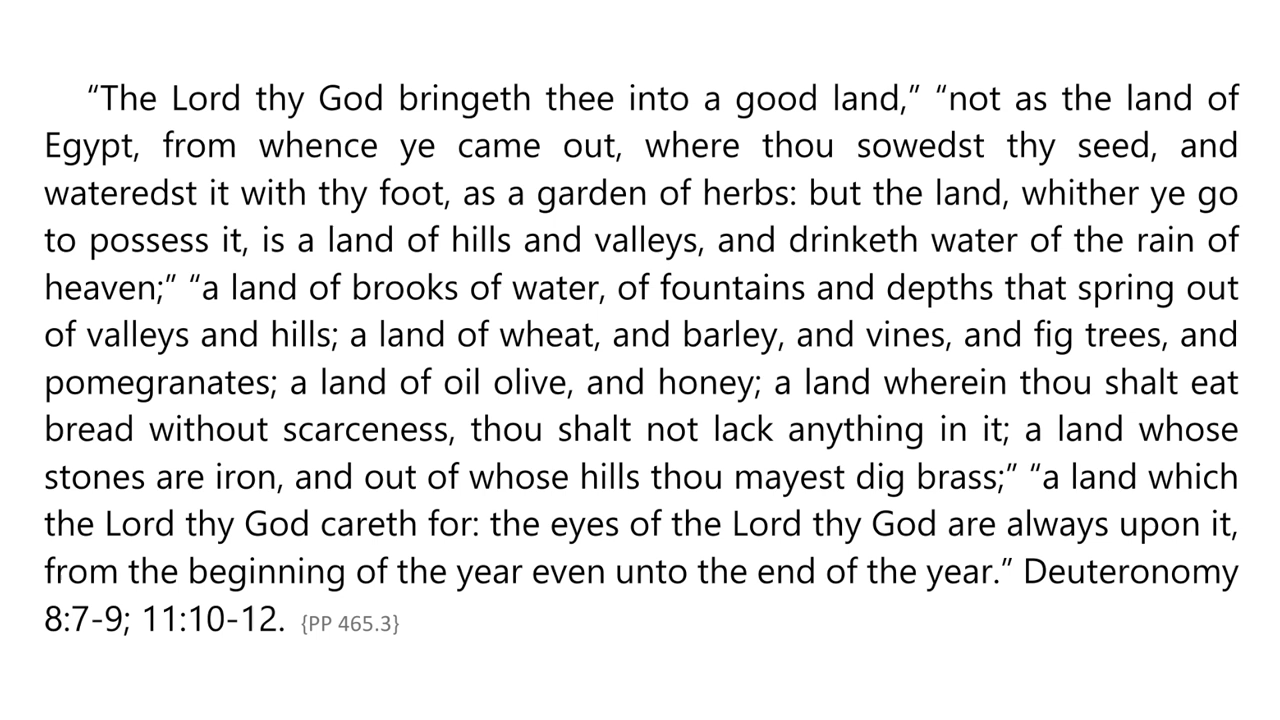 “The Lord thy God bringeth thee into a good land,” “not as the land of
Egypt, from whence ye came out, where thou sowedst thy seed, and
wateredst it with thy foot, as a garden of herbs: but the land, whither ye go
to possess it, is a land of hills and valleys, and drinketh water of the rain of
heaven;” “a land of brooks of water, of fountains and depths that spring out
of valleys and hills; a land of wheat, and barley, and vines, and fig trees, and
pomegranates; a land of oil olive, and honey; a land wherein thou shalt eat
bread without scarceness, thou shalt not lack anything in it; a land whose
stones are iron, and out of whose hills thou mayest dig brass;” “a land which
the Lord thy God careth for: the eyes of the Lord thy God are always upon it,
from the beginning of the year even unto the end of the year.” Deuteronomy
8:7-9; 11:10-12. {PP 465.3}